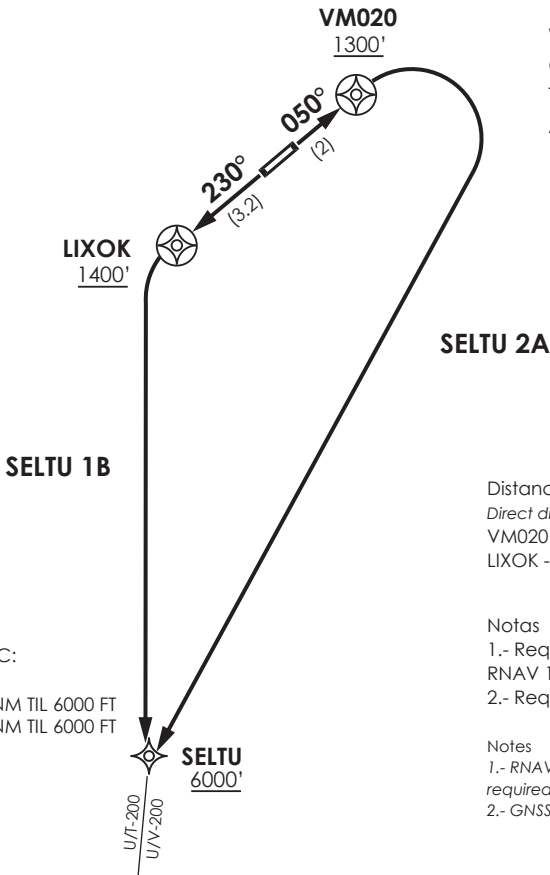 VM020
1300'
050°
(2)
230°
(3.2)
LIXOK
1400'
SELTU 2A
SELTU 1B
Direct
VM020
LIXOK -
Notas
1.- Req
RNAV 1
2.- Req
C:
NM TIL 6000 FT
NM TIL 6000 FT
SELTU
6000'
U/T-200
U/V-200
Notes
1.- RNAV
required
2.- GNSS